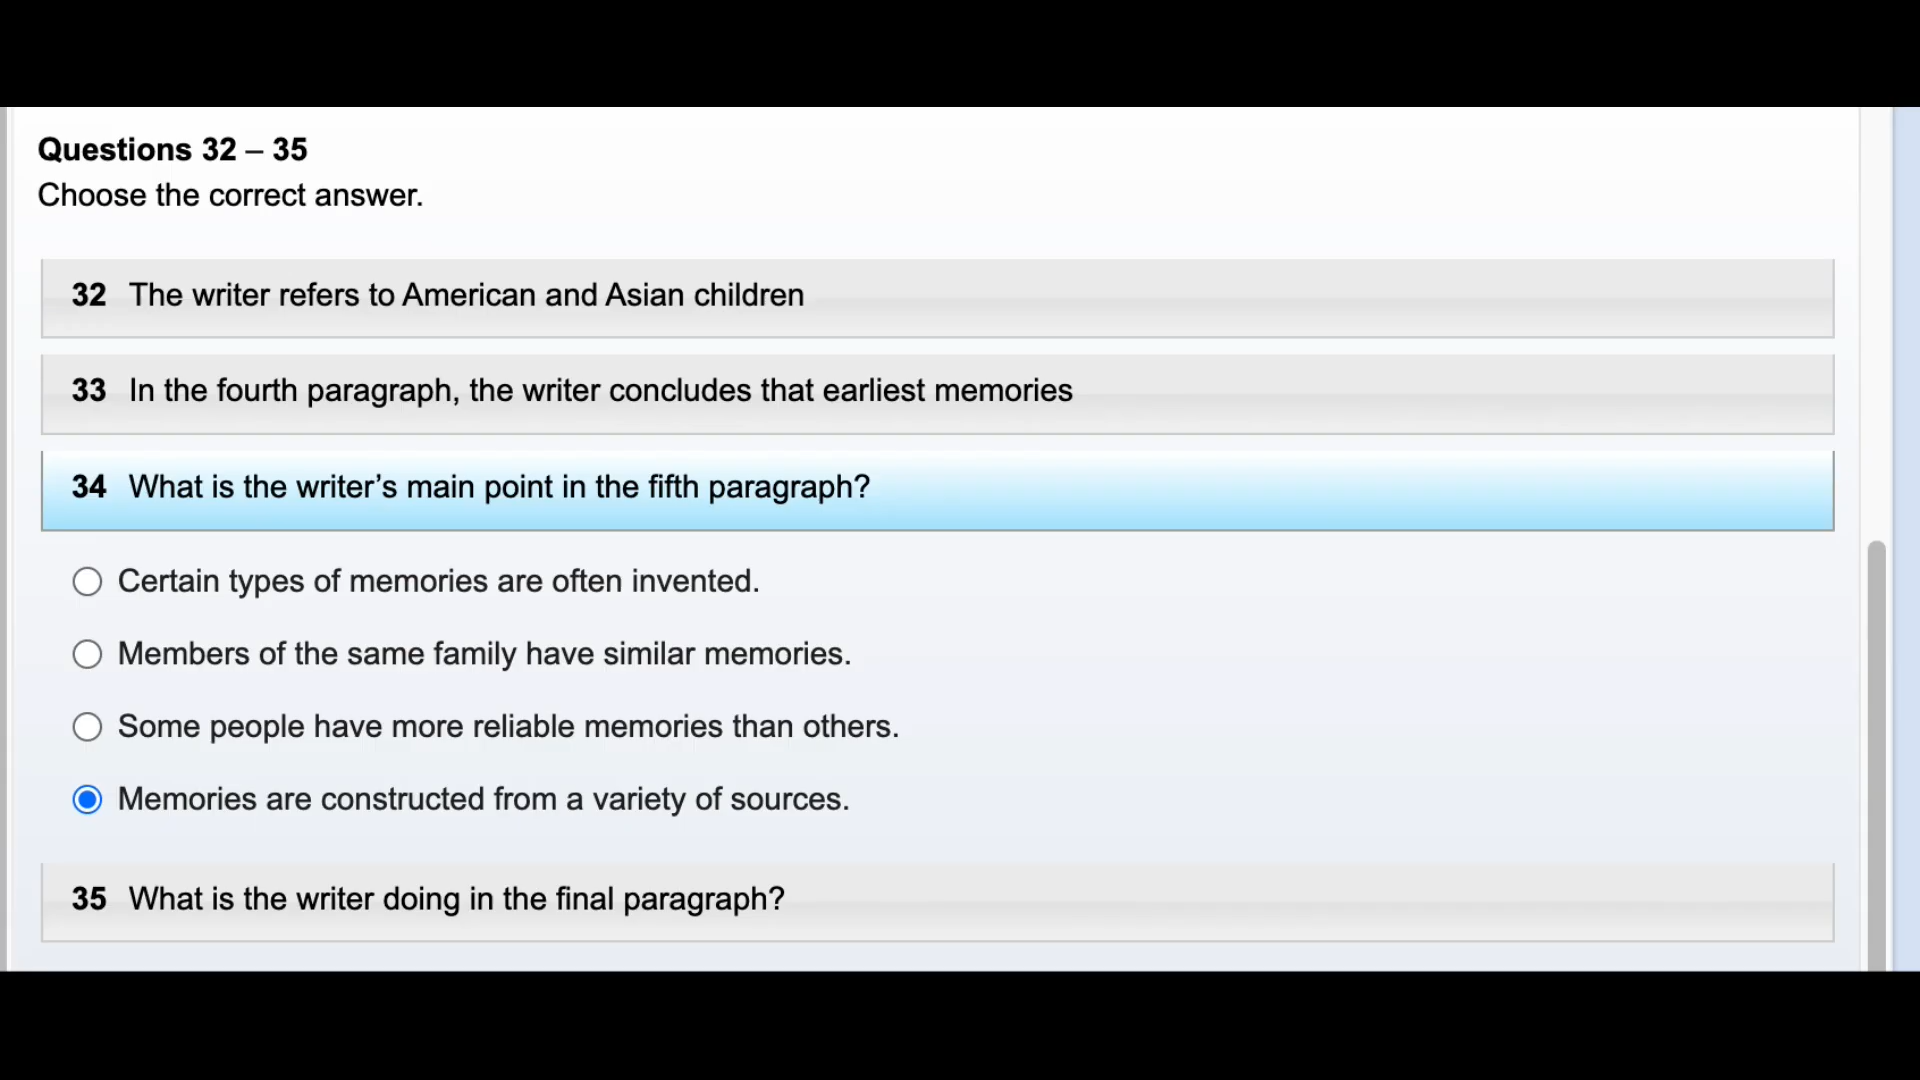 Questions 32 – 35
Choose the correct answer.
32 The writer refers to American and Asian children
33 In the fourth paragraph, the writer concludes that earliest memories
34 What is the writer’s main point in the fifth paragraph?
Certain types of memories are often invented.
Members of the same family have similar memories.
Some people have more reliable memories than others.
Memories are constructed from a variety of sources.
35 What is the writer doing in the final paragraph?